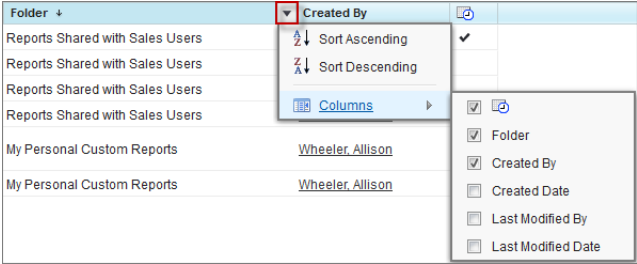 Folder Created By
Reports Shared with Sales Users
Reports Shared with Sales Users
Reports Shared with Sales Users
Reports Shared with Sales Users
My Personal Custom Reports Wheeler, Allison
My Personal Custom Reports Wheeler, Allison
A Z Sort Ascending
Z A Sort Descending
Columns
Folder
Created By
Created Date
Last Modified By
Last Modified Date